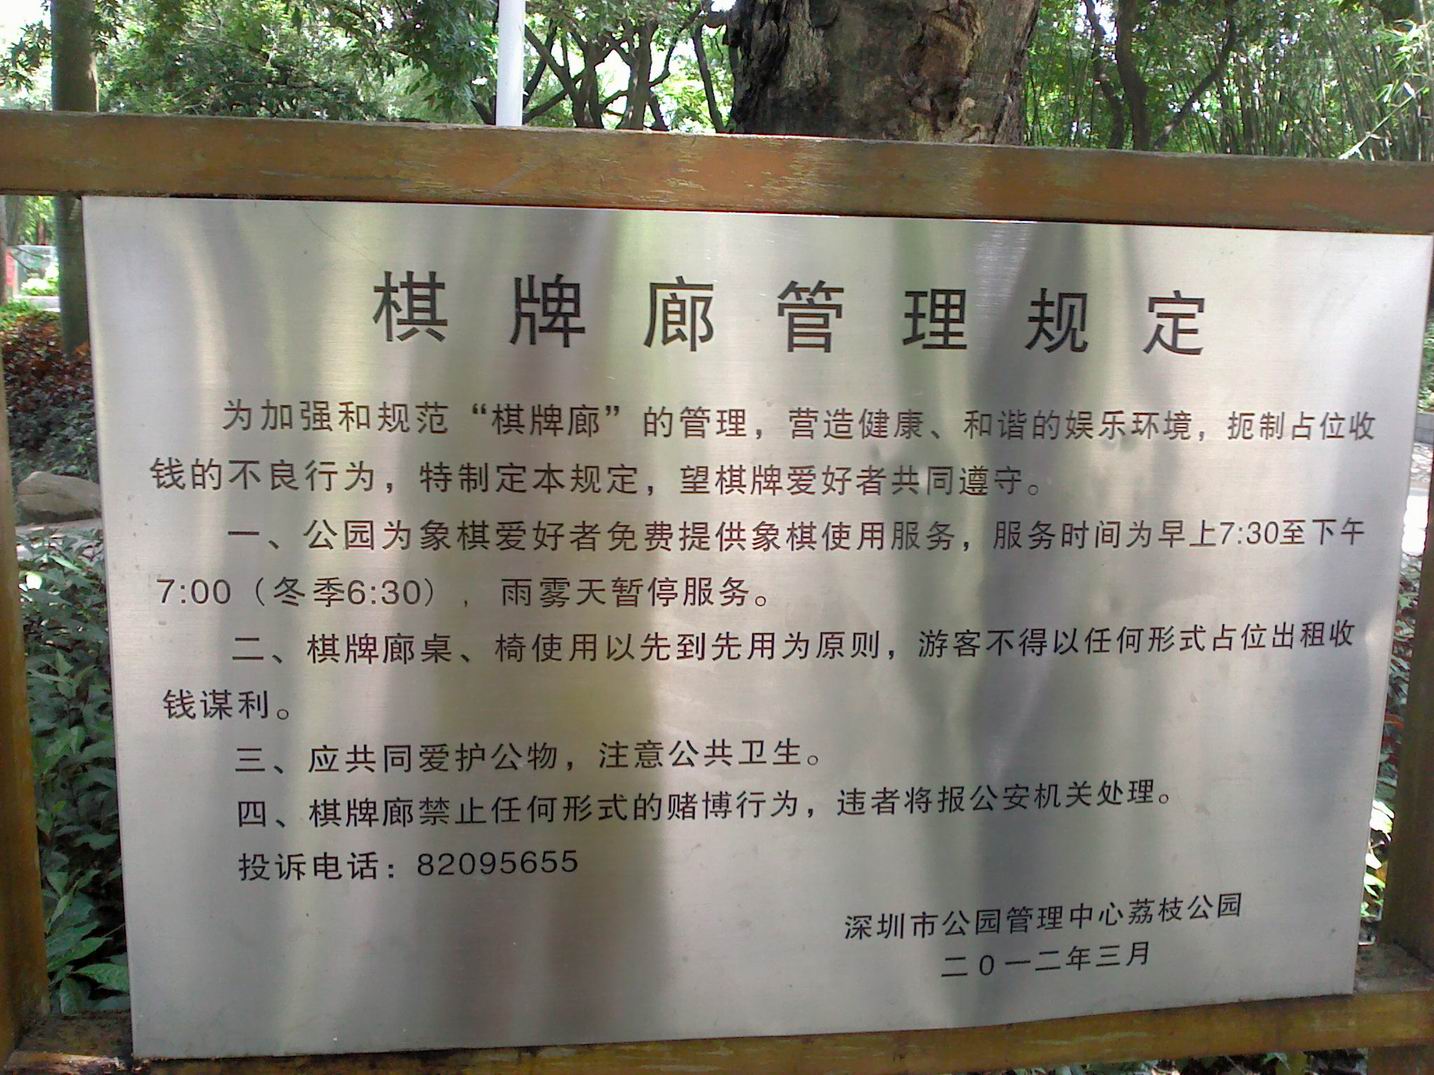 棋牌廊管理规定
为加强和规范“棋牌廊”的管理，营造健康、和谐的娱乐环境，扼制占位收
钱的不良行为，特制定本规定，望棋牌爱好者共同遵守。
一、公园为象棋爱好者免费提供象棋使用服务，服务时间为早上7:30至下午
7:00（冬季6:30），雨雾天暂停服务。
二、棋牌廊桌、椅使用以先到先用为原则，游客不得以任何形式占位出租收
钱谋利。
三、应共同爱护公物，注意公共卫生。
四、棋牌廊禁止任何形式的赌博行为，违者将报公安机关处理。
投诉电话：82095655
深圳市公园管理中心荔枝公园
二0一二年三月